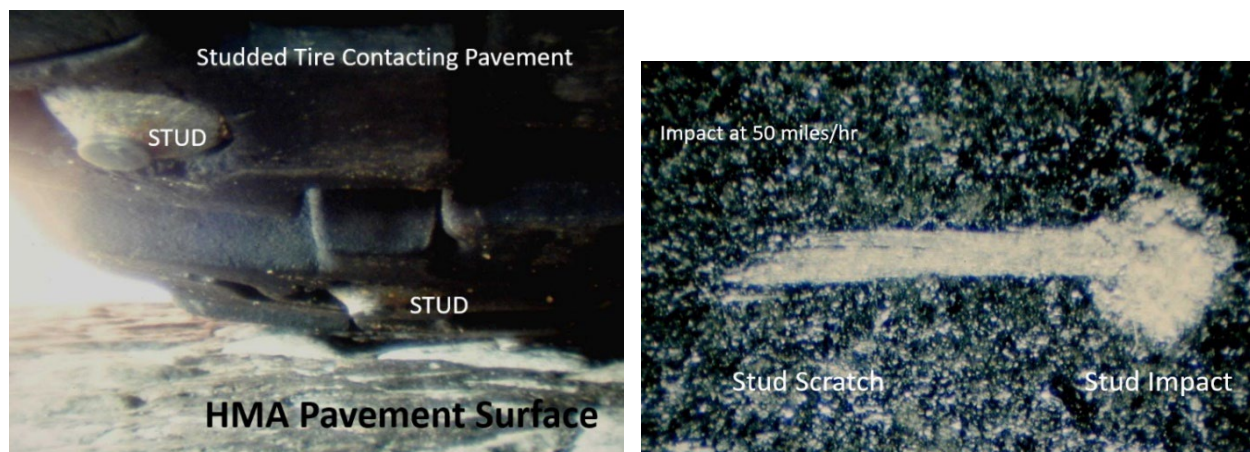 Studded Tire Contacting Pavement
STUD
STUD
HMA Pavement Surface
Impact at 50 miles/hr
Stud Scratch
Stud Impact